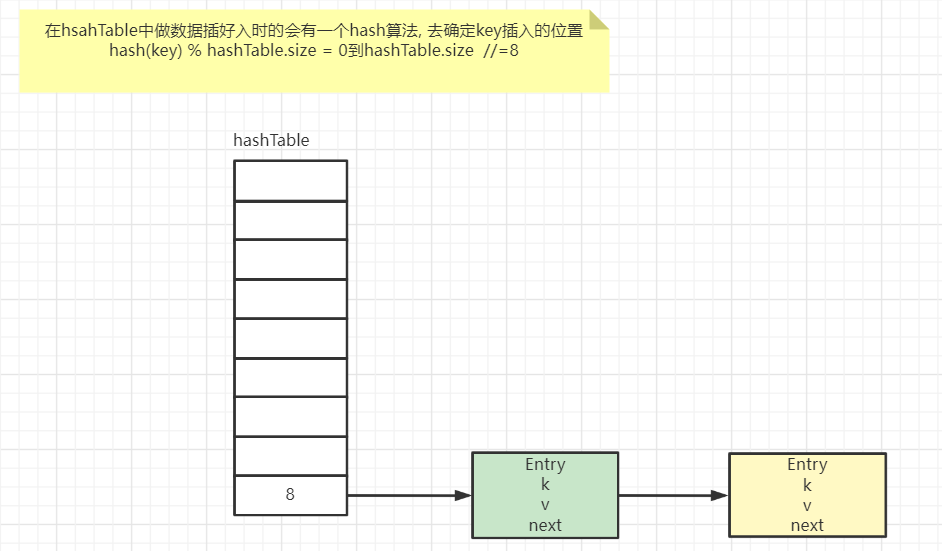 在hsahTable中做数据插好入时的会有一个hash算法, 去确定key插入的位置
hash(key) % hashTable.size = 0到hashTable.size  //=8
hashTable
8
Entry
k
v
next
Entry
k
v
next